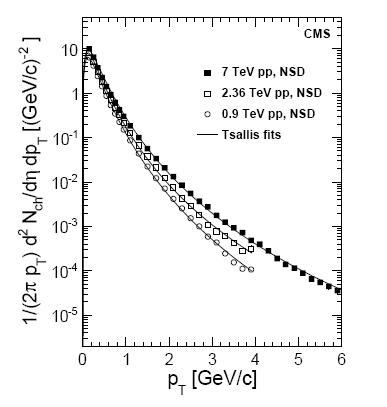 CMS
7 TeV pp, NSD
2.36 TeV pp, NSD
0.9 TeV pp, NSD
Tsallis fits
1/(2π p_T) d² N_ch/dη dp_T [(GeV/c)⁻²]
10
1
10⁻¹
10⁻²
10⁻³
10⁻⁴
10⁻⁵
0 1 2 3 4 5 6
p_T [GeV/c]